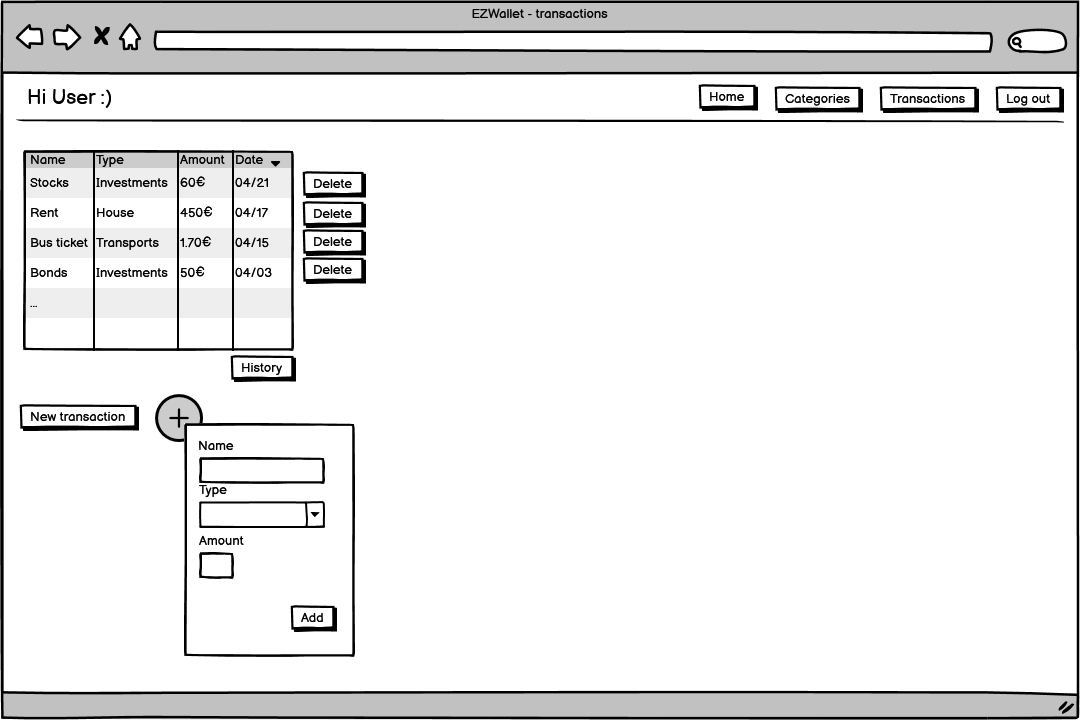 EZWallet - transactions
Hi User :)
Home Categories Transactions Log out
Name Type Amount Date
Stocks Investments 60€ 04/21 Delete
Rent House 450€ 04/17 Delete
Bus ticket Transports 1.70€ 04/15 Delete
Bonds Investments 50€ 04/03 Delete
...
History
New transaction
Name
Type
Amount
Add